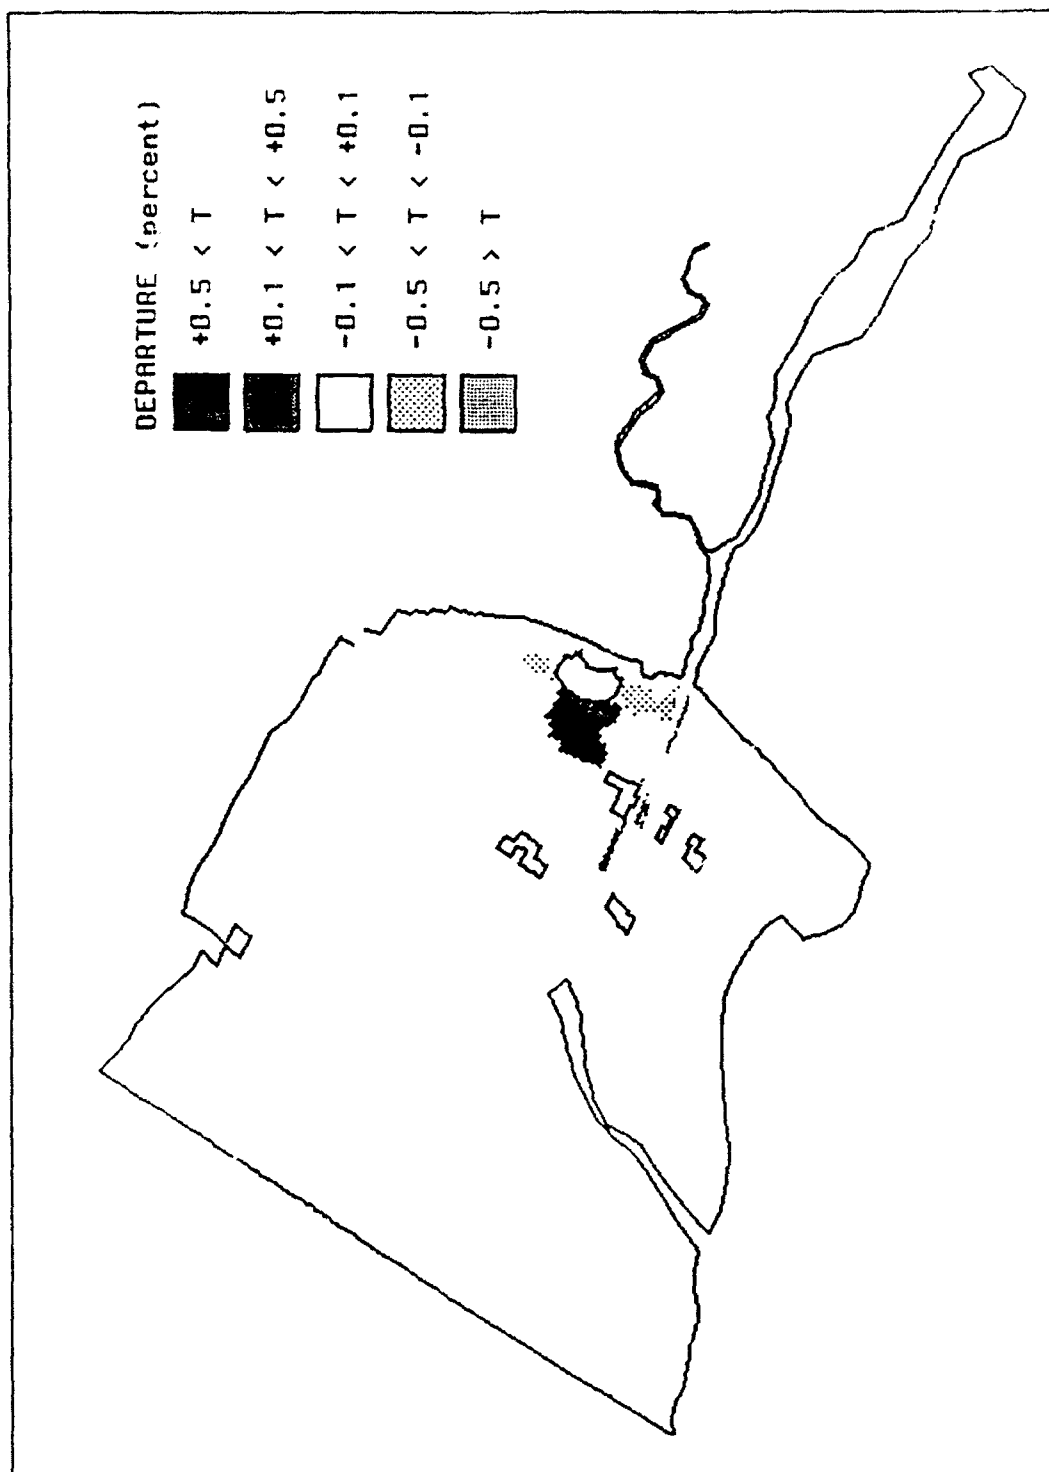 DEPARTURE (percent)
+0.5 < T
+0.1 < T < +0.5
-0.1 < T < +0.1
-0.5 < T < -0.1
-0.5 > T